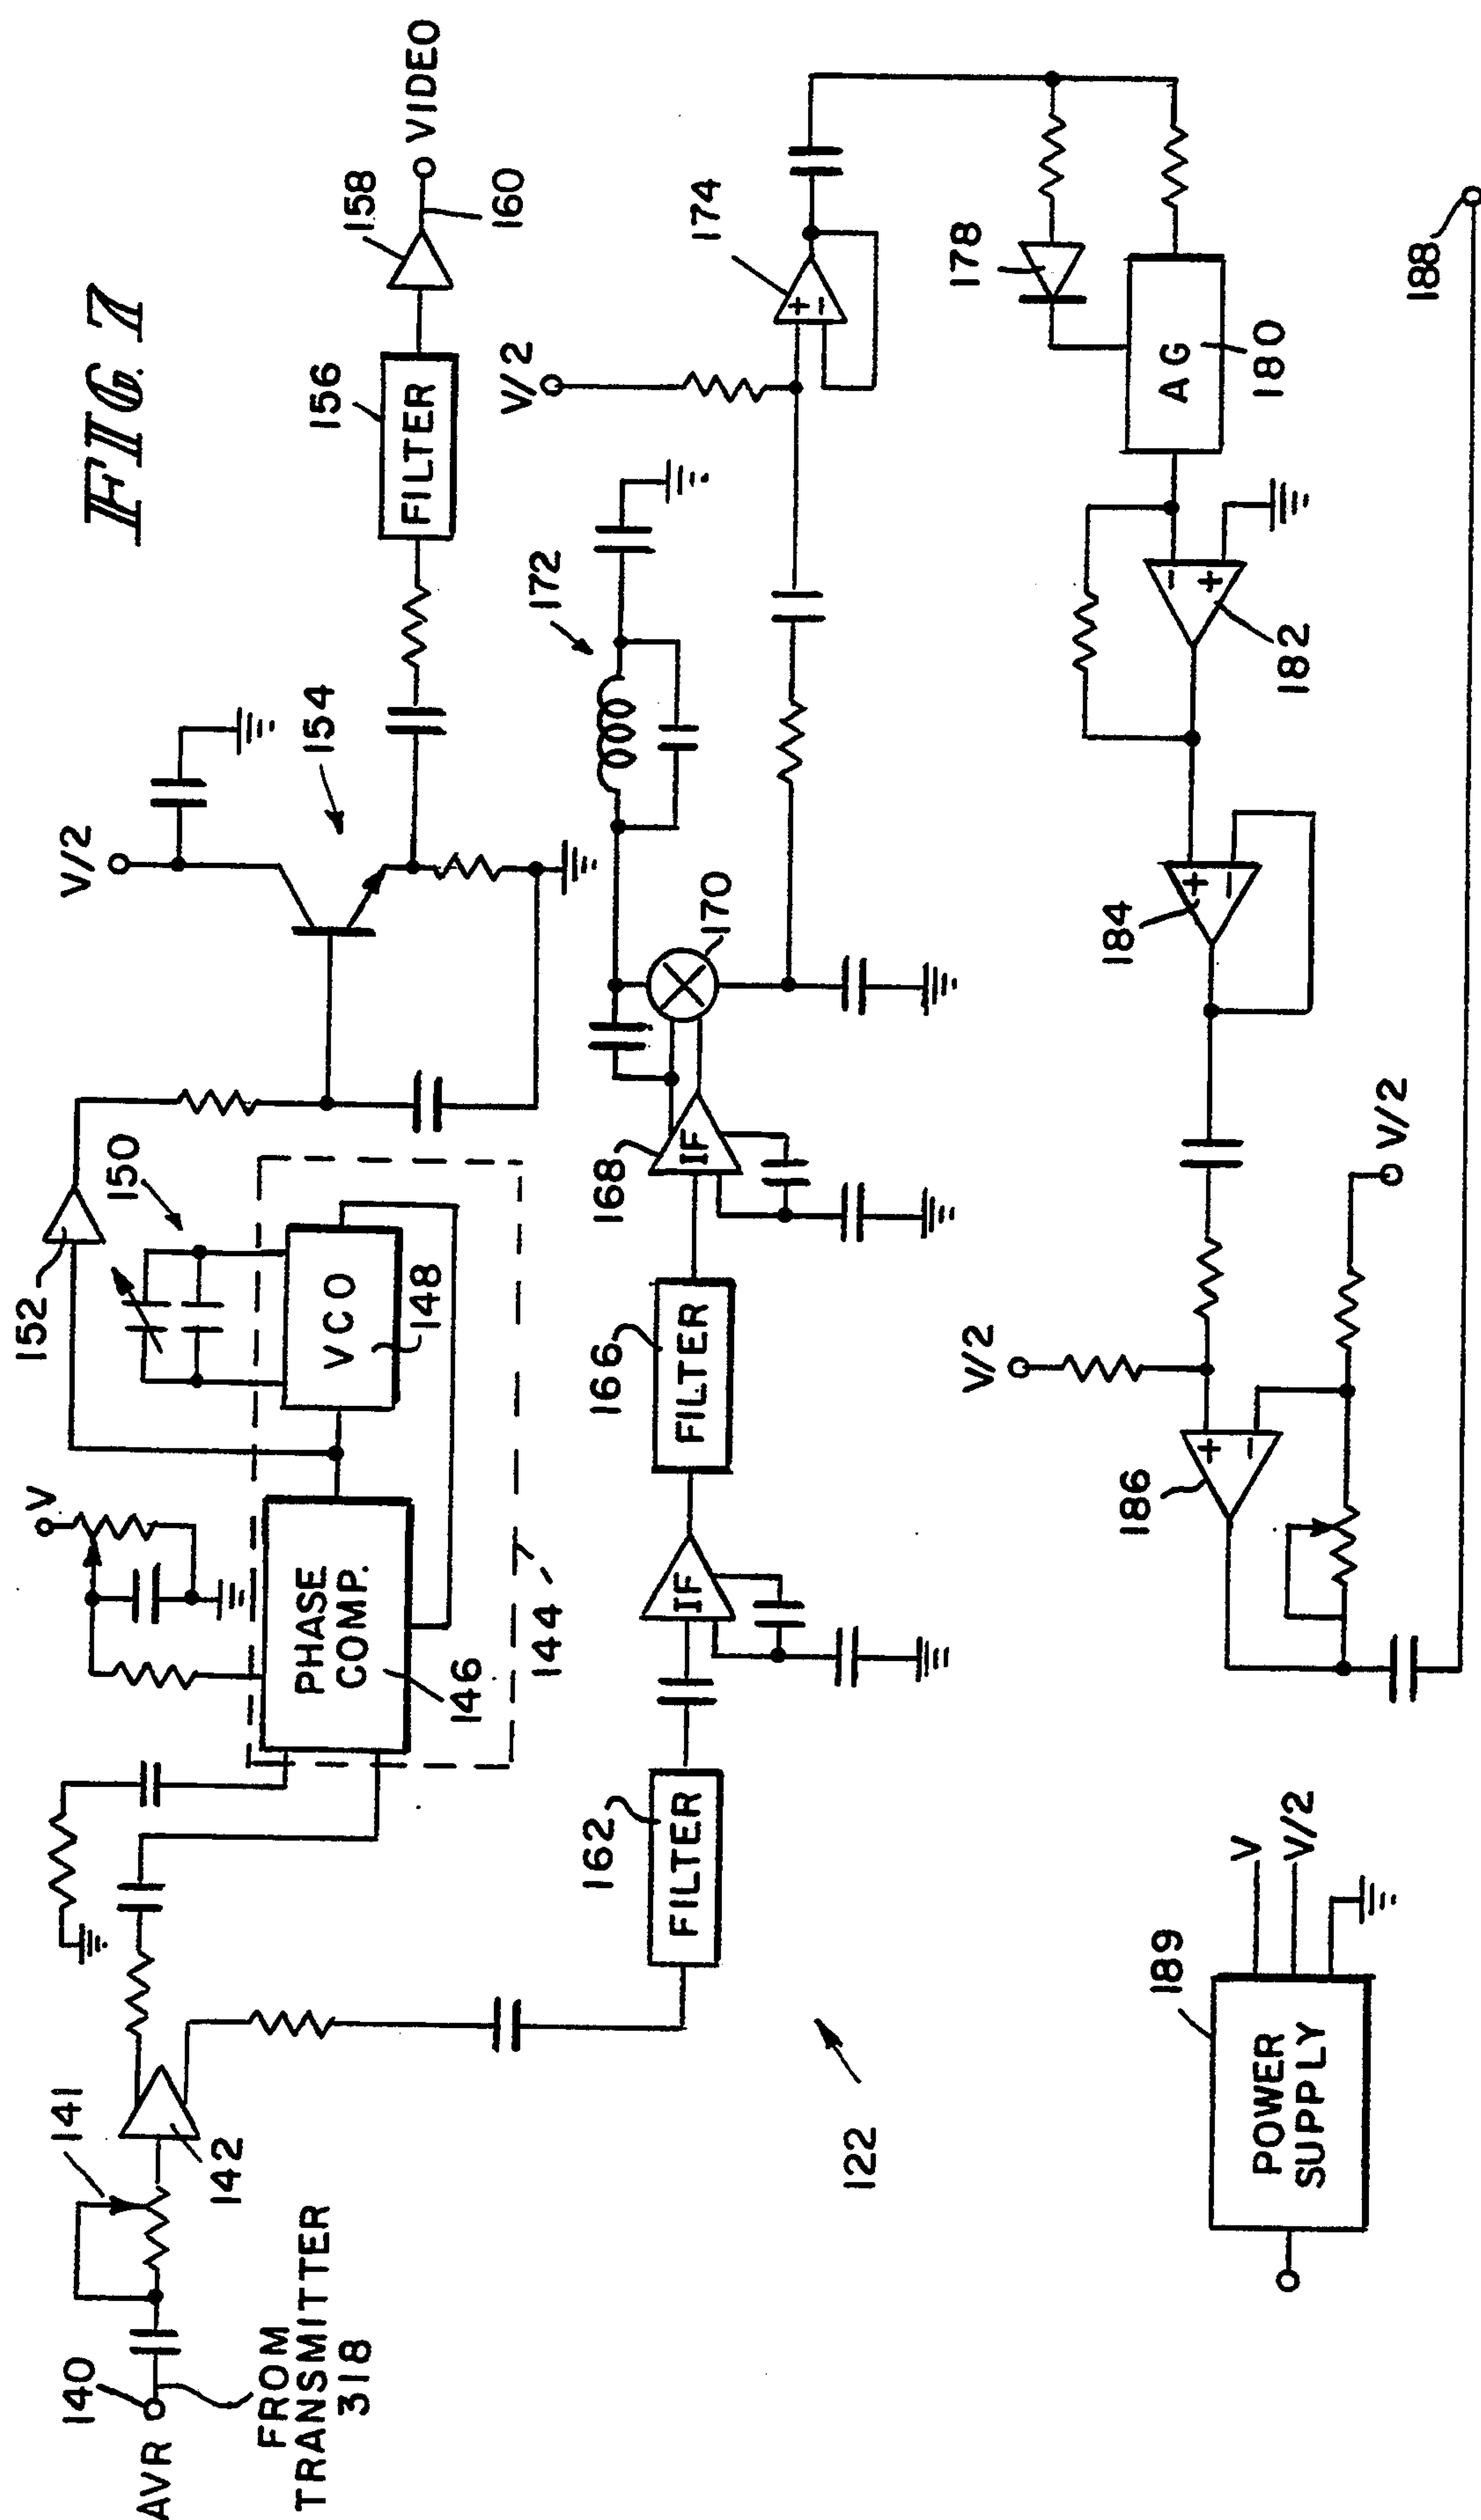 FIG. 7
AVR
140
FROM
TRANSMITTER
318
141
142
V
152
150
PHASE
COMP.
146
VCO
148
144
V/2
154
FILTER
156
158
VIDEO
160
122
FILTER
162
IF
FILTER
166
IF
168
170
172
V/2
+
-
174
178
AG
180
-
+
182
+
-
184
V/2
+
-
186
V/2
188
POWER
SUPPLY
189
V
V/2